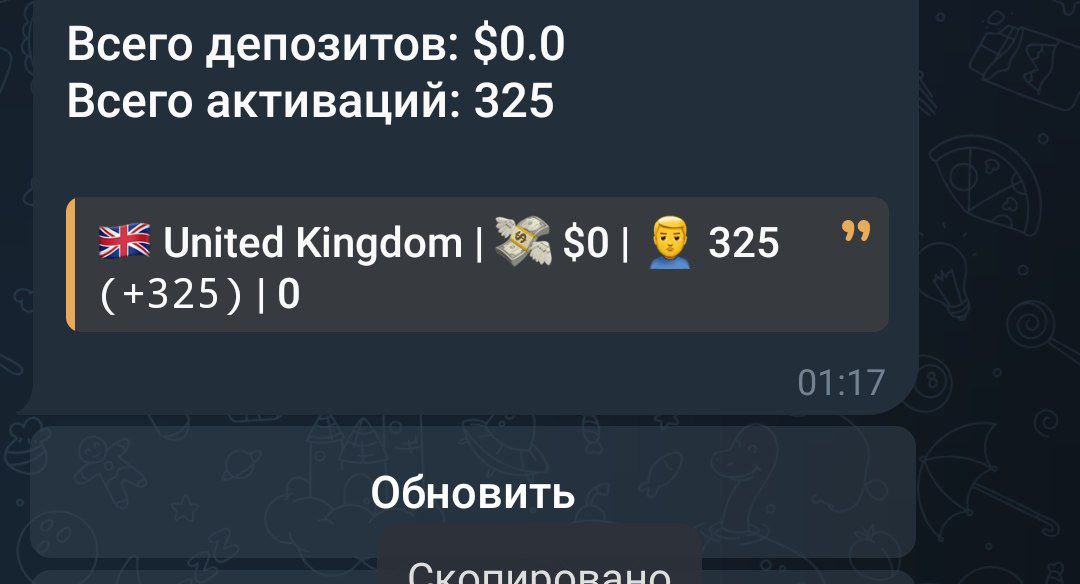 Всего депозитов: $0.0
Всего активаций: 325
🇬🇧 United Kingdom | 💸 $0 | 🙎‍♂️ 325
(+325) | 0
01:17
Обновить
Скопировано